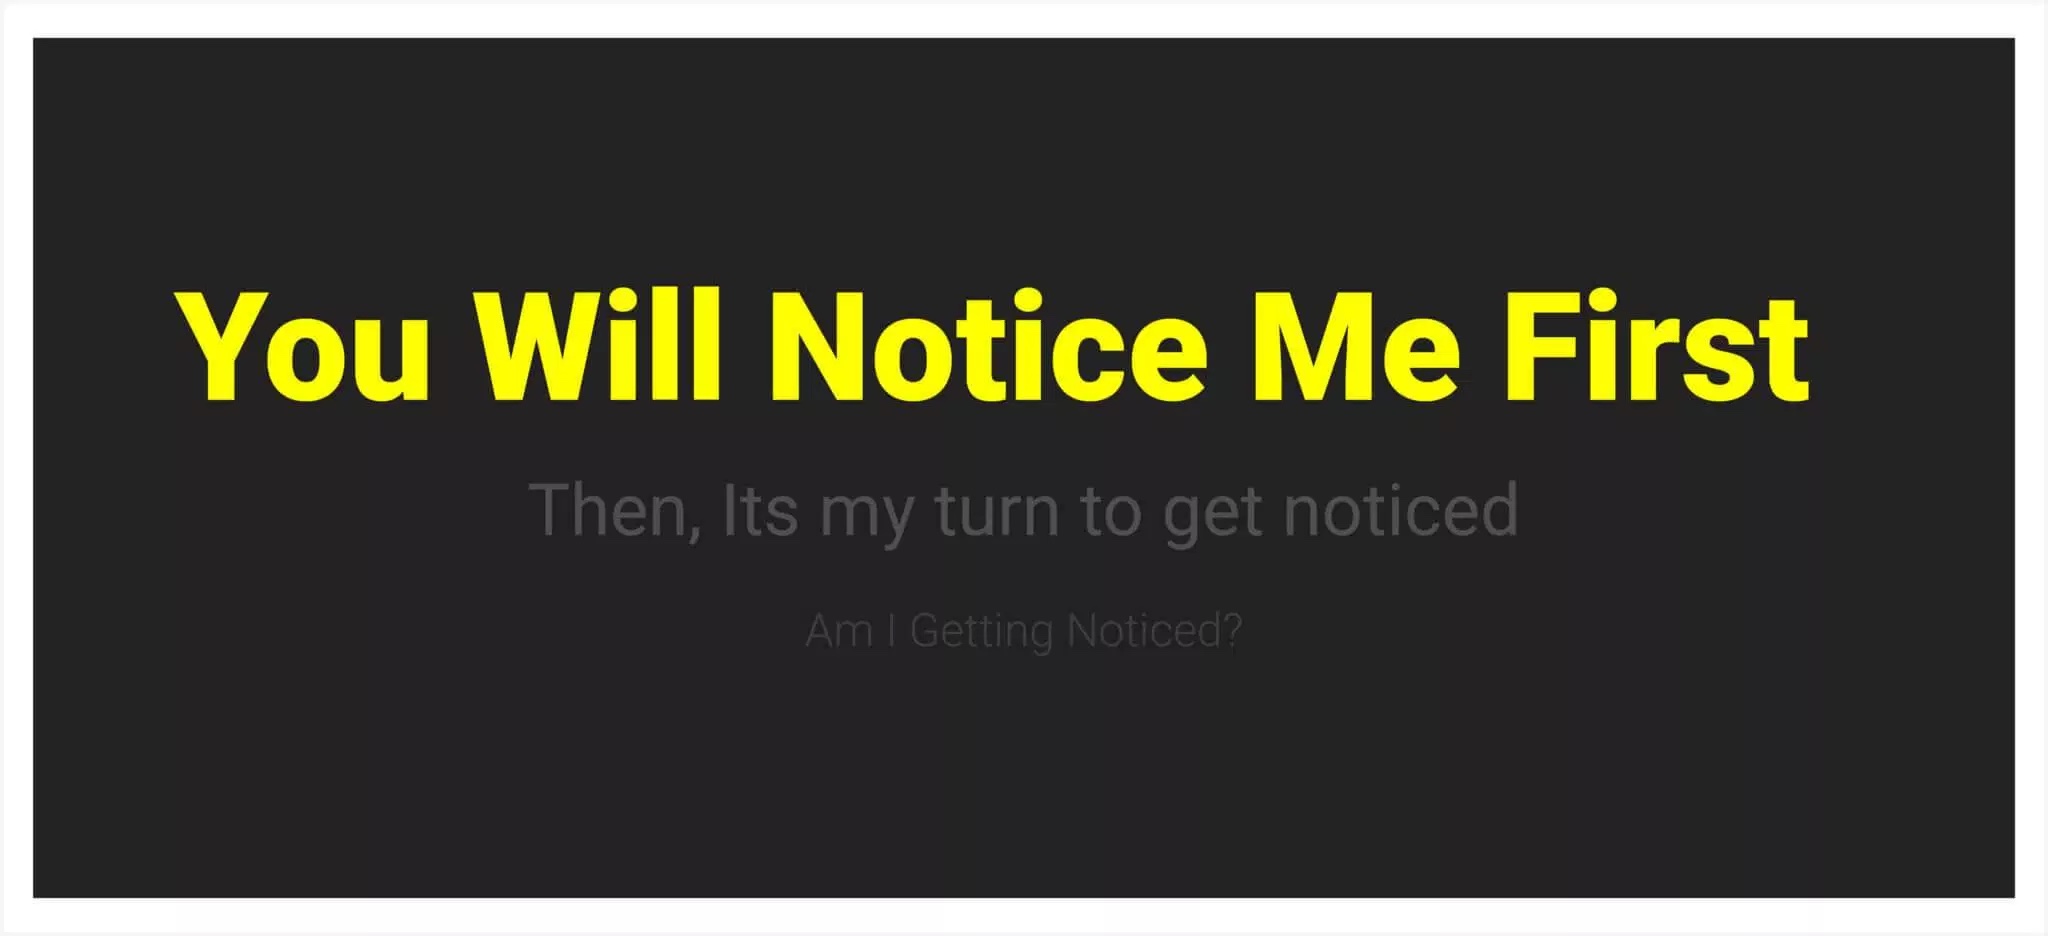 You Will Notice Me First
Then, Its my turn to get noticed
Am I Getting Noticed?